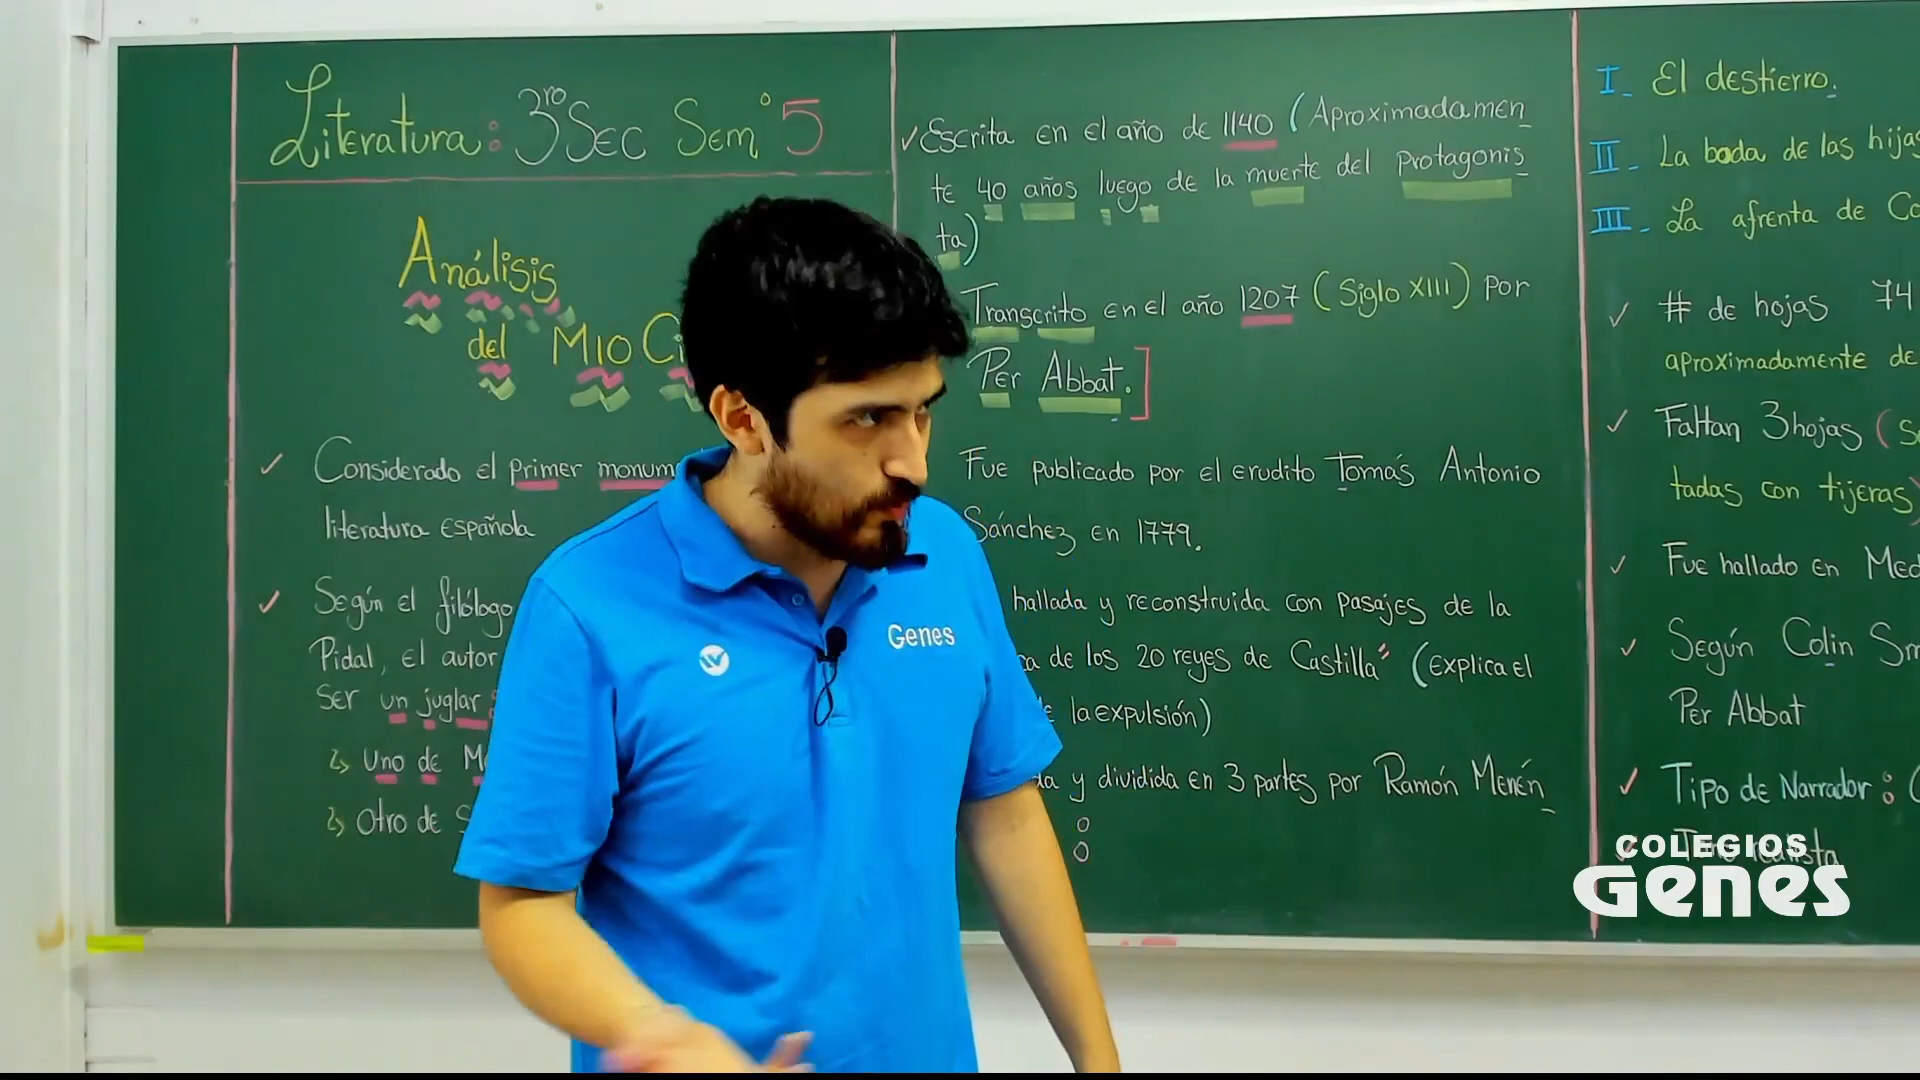 Literatura: 3ro Sec Sem° 5
Análisis
del Mio
✓ Considerado el primer
literatura española
✓ Según el filólogo
Pidal, el autor
ser un juglar
↳ Uno de
↳ Otro de
✓ Escrita en el año de 1140 (Aproximadamen
te 40 años luego de la muerte del protagonis
ta)
Transcrito en el año 1207 (Siglo XIII) por
Per Abbat.]
Fue publicado por el erudito Tomás Antonio
Sánchez en 1779.
hallada y reconstruida con pasajes de la
de los 20 reyes de Castilla" (explica el
la expulsión)
y dividida en 3 partes por Ramón Menén
I_ El destierro.
II_ La boda de las hijas
III_ La afrenta de
✓ # de hojas 74
aproximadamente de
✓ Faltan 3 hojas (
tadas con tijeras)
✓ Fue hallado en
✓ Según Colin
Per Abbat
✓ Tipo de Narrador:
Genes
COLEGIOS
Genes